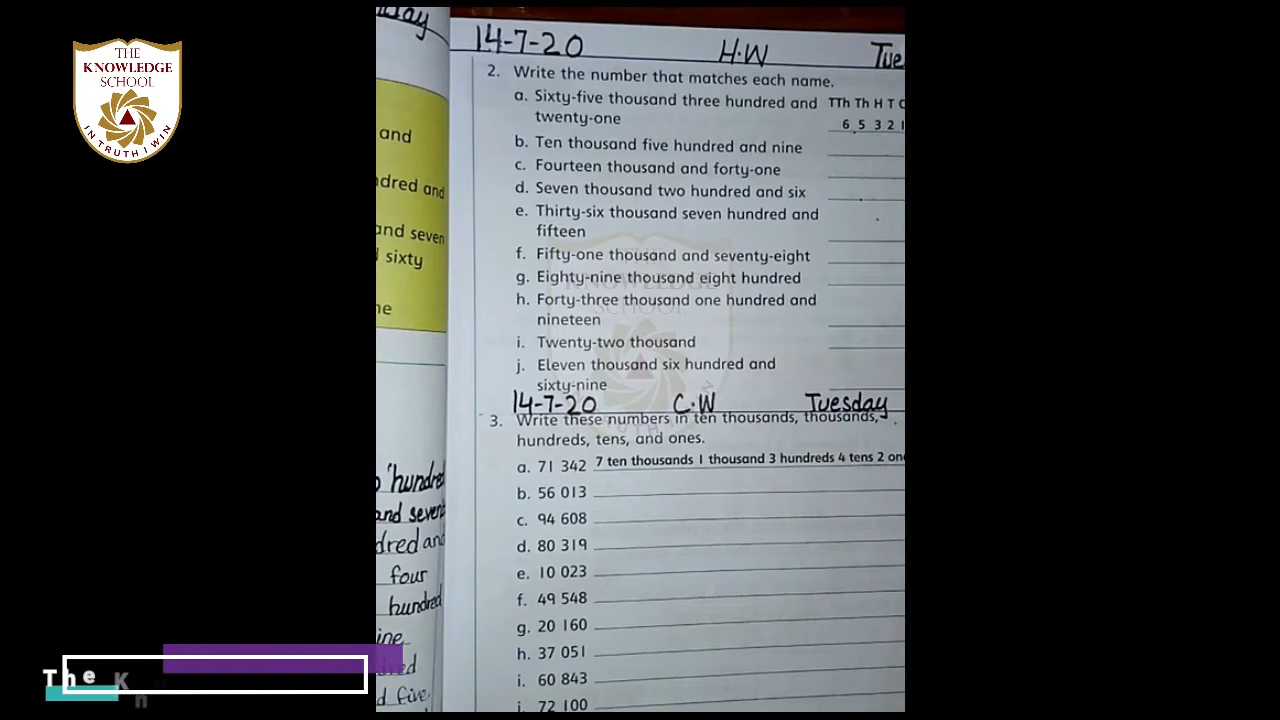 THE
KNOWLEDGE
SCHOOL
IN TRUTH I WIN
and
dred and
and seven
sixty
hundred
and seven
dred and
four
hundred
d five
14-7-20 H.W Tue
2. Write the number that matches each name.
a. Sixty-five thousand three hundred and TTh Th H T
twenty-one 6 5 3 2 1
b. Ten thousand five hundred and nine
c. Fourteen thousand and forty-one
d. Seven thousand two hundred and six
e. Thirty-six thousand seven hundred and
fifteen
f. Fifty-one thousand and seventy-eight
g. Eighty-nine thousand eight hundred
h. Forty-three thousand one hundred and
nineteen
i. Twenty-two thousand
j. Eleven thousand six hundred and
sixty-nine
14-7-20 C.W Tuesday
3. Write these numbers in ten thousands, thousands,
hundreds, tens, and ones.
a. 71 342 7 ten thousands 1 thousand 3 hundreds 4 tens 2 one
b. 56 013
c. 94 608
d. 80 319
e. 10 023
f. 49 548
g. 20 160
h. 37 051
i. 60 843
j. 72 100
The K
n